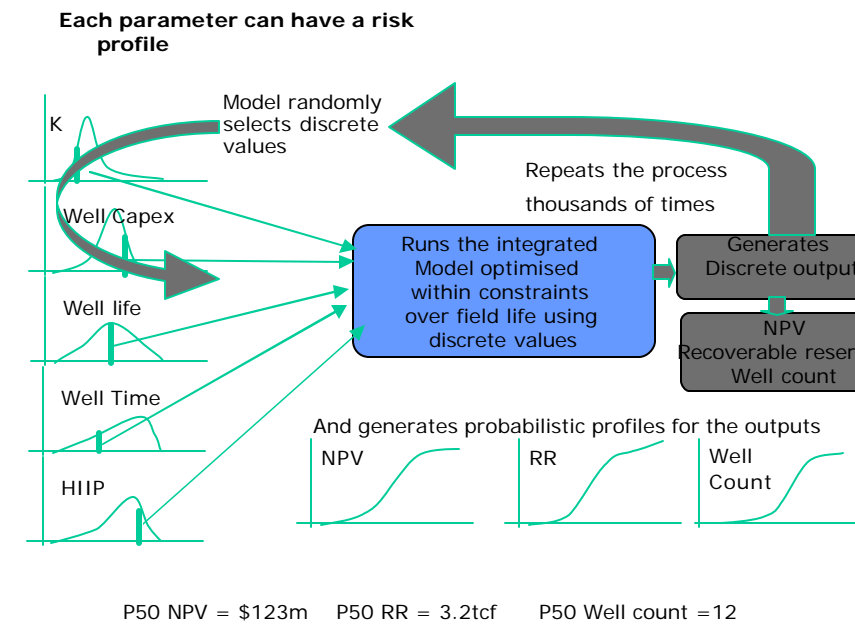 Each parameter can have a risk
profile
K
Model randomly
selects discrete
values
Repeats the process
thousands of times
Well Capex
Runs the integrated
Model optimised
within constraints
over field life using
discrete values
Generates
Discrete output
Well life
NPV
Recoverable reser
Well count
Well Time
And generates probabilistic profiles for the outputs
NPV
RR
Well
Count
HIIP
P50 NPV = $123m
P50 RR = 3.2tcf
P50 Well count =12